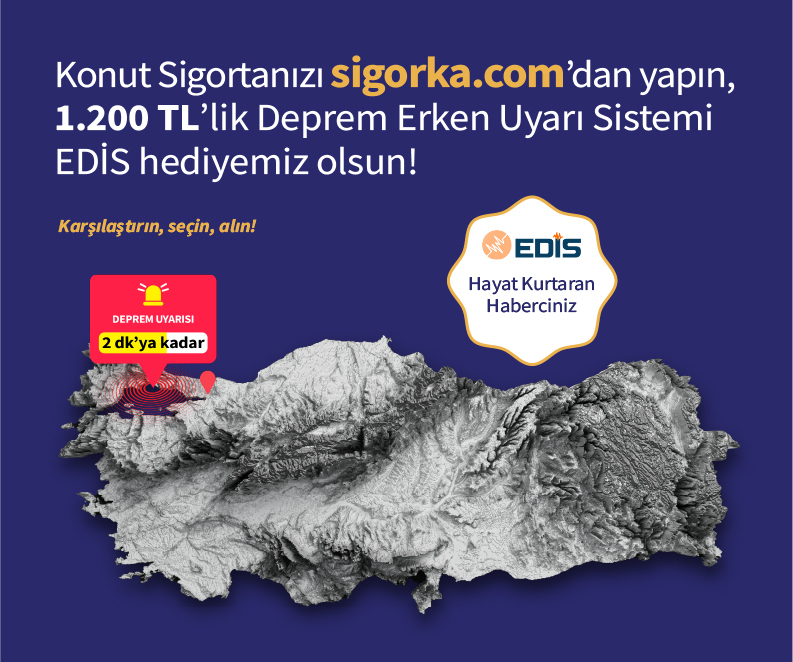 Konut Sigortanızı sigorka.com’dan yapın,
1.200 TL’lik Deprem Erken Uyarı Sistemi
EDİS hediyemiz olsun!
Karşılaştırın, seçin, alın!
EDİS
Hayat Kurtaran
Haberciniz
DEPREM UYARISI
2 dk’ya kadar